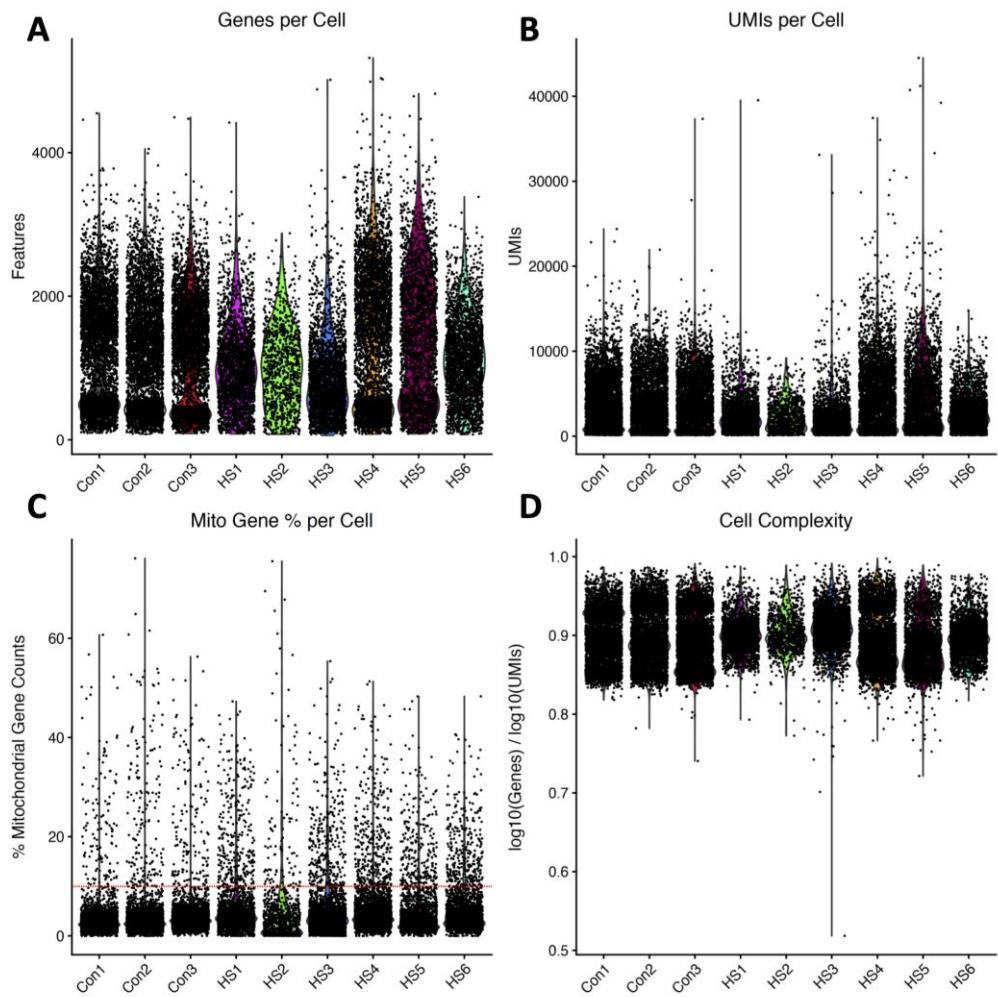 A
Genes per Cell
Features
4000
2000
0
Con1
Con2
Con3
HS1
HS2
HS3
HS4
HS5
HS6
B
UMIs per Cell
UMIs
40000
30000
20000
10000
0
Con1
Con2
Con3
HS1
HS2
HS3
HS4
HS5
HS6
C
Mito Gene % per Cell
% Mitochondrial Gene Counts
60
40
20
0
Con1
Con2
Con3
HS1
HS2
HS3
HS4
HS5
HS6
D
Cell Complexity
log10(Genes) / log10(UMIs)
1.0
0.9
0.8
0.7
0.6
0.5
Con1
Con2
Con3
HS1
HS2
HS3
HS4
HS5
HS6